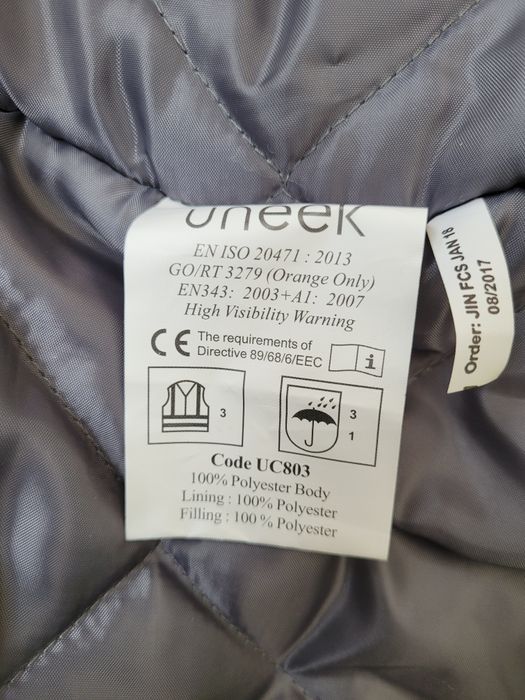 uneek
EN ISO 20471 : 2013
GO/RT 3279 (Orange Only)
EN343: 2003+A1: 2007
High Visibility Warning
CE The requirements of
Directive 89/68/6/EEC i
3
3
1
Code UC803
100% Polyester Body
Lining : 100% Polyester
Filling : 100 % Polyester
Order: JIN FCS JAN 18
08/2017